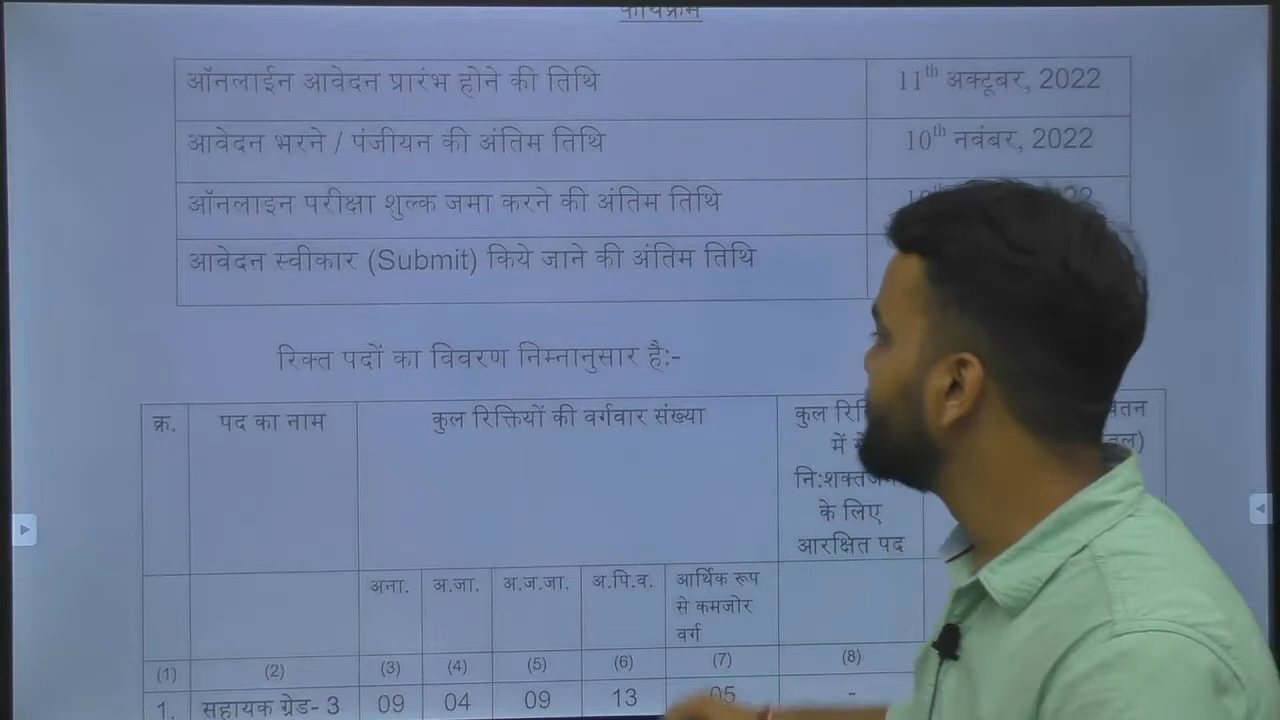 कार्यक्रम
ऑनलाईन आवेदन प्रारंभ होने की तिथि 11th अक्टूबर, 2022
आवेदन भरने / पंजीयन की अंतिम तिथि 10th नवंबर, 2022
ऑनलाइन परीक्षा शुल्क जमा करने की अंतिम तिथि
आवेदन स्वीकार (Submit) किये जाने की अंतिम तिथि
रिक्त पदों का विवरण निम्नानुसार है:-
क्र. पद का नाम कुल रिक्तियों की वर्गवार संख्या कुल
में
नि:शक्तजन
के लिए
आरक्षित पद
अना. अ.जा. अ.ज.जा. अ.पि.व. आर्थिक रूप
से कमजोर
वर्ग
(1) (2) (3) (4) (5) (6) (7) (8)
1. सहायक ग्रेड- 3 09 04 09 13 05 -